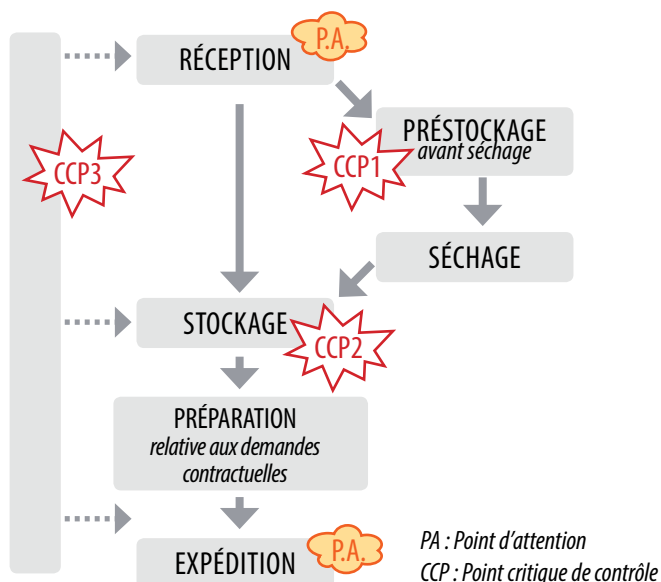 P.A.
RÉCEPTION
PRÉSTOCKAGE
avant séchage
CCP1
CCP3
SÉCHAGE
STOCKAGE
CCP2
PRÉPARATION
relative aux demandes
contractuelles
EXPÉDITION
P.A.
PA : Point d'attention
CCP : Point critique de contrôle